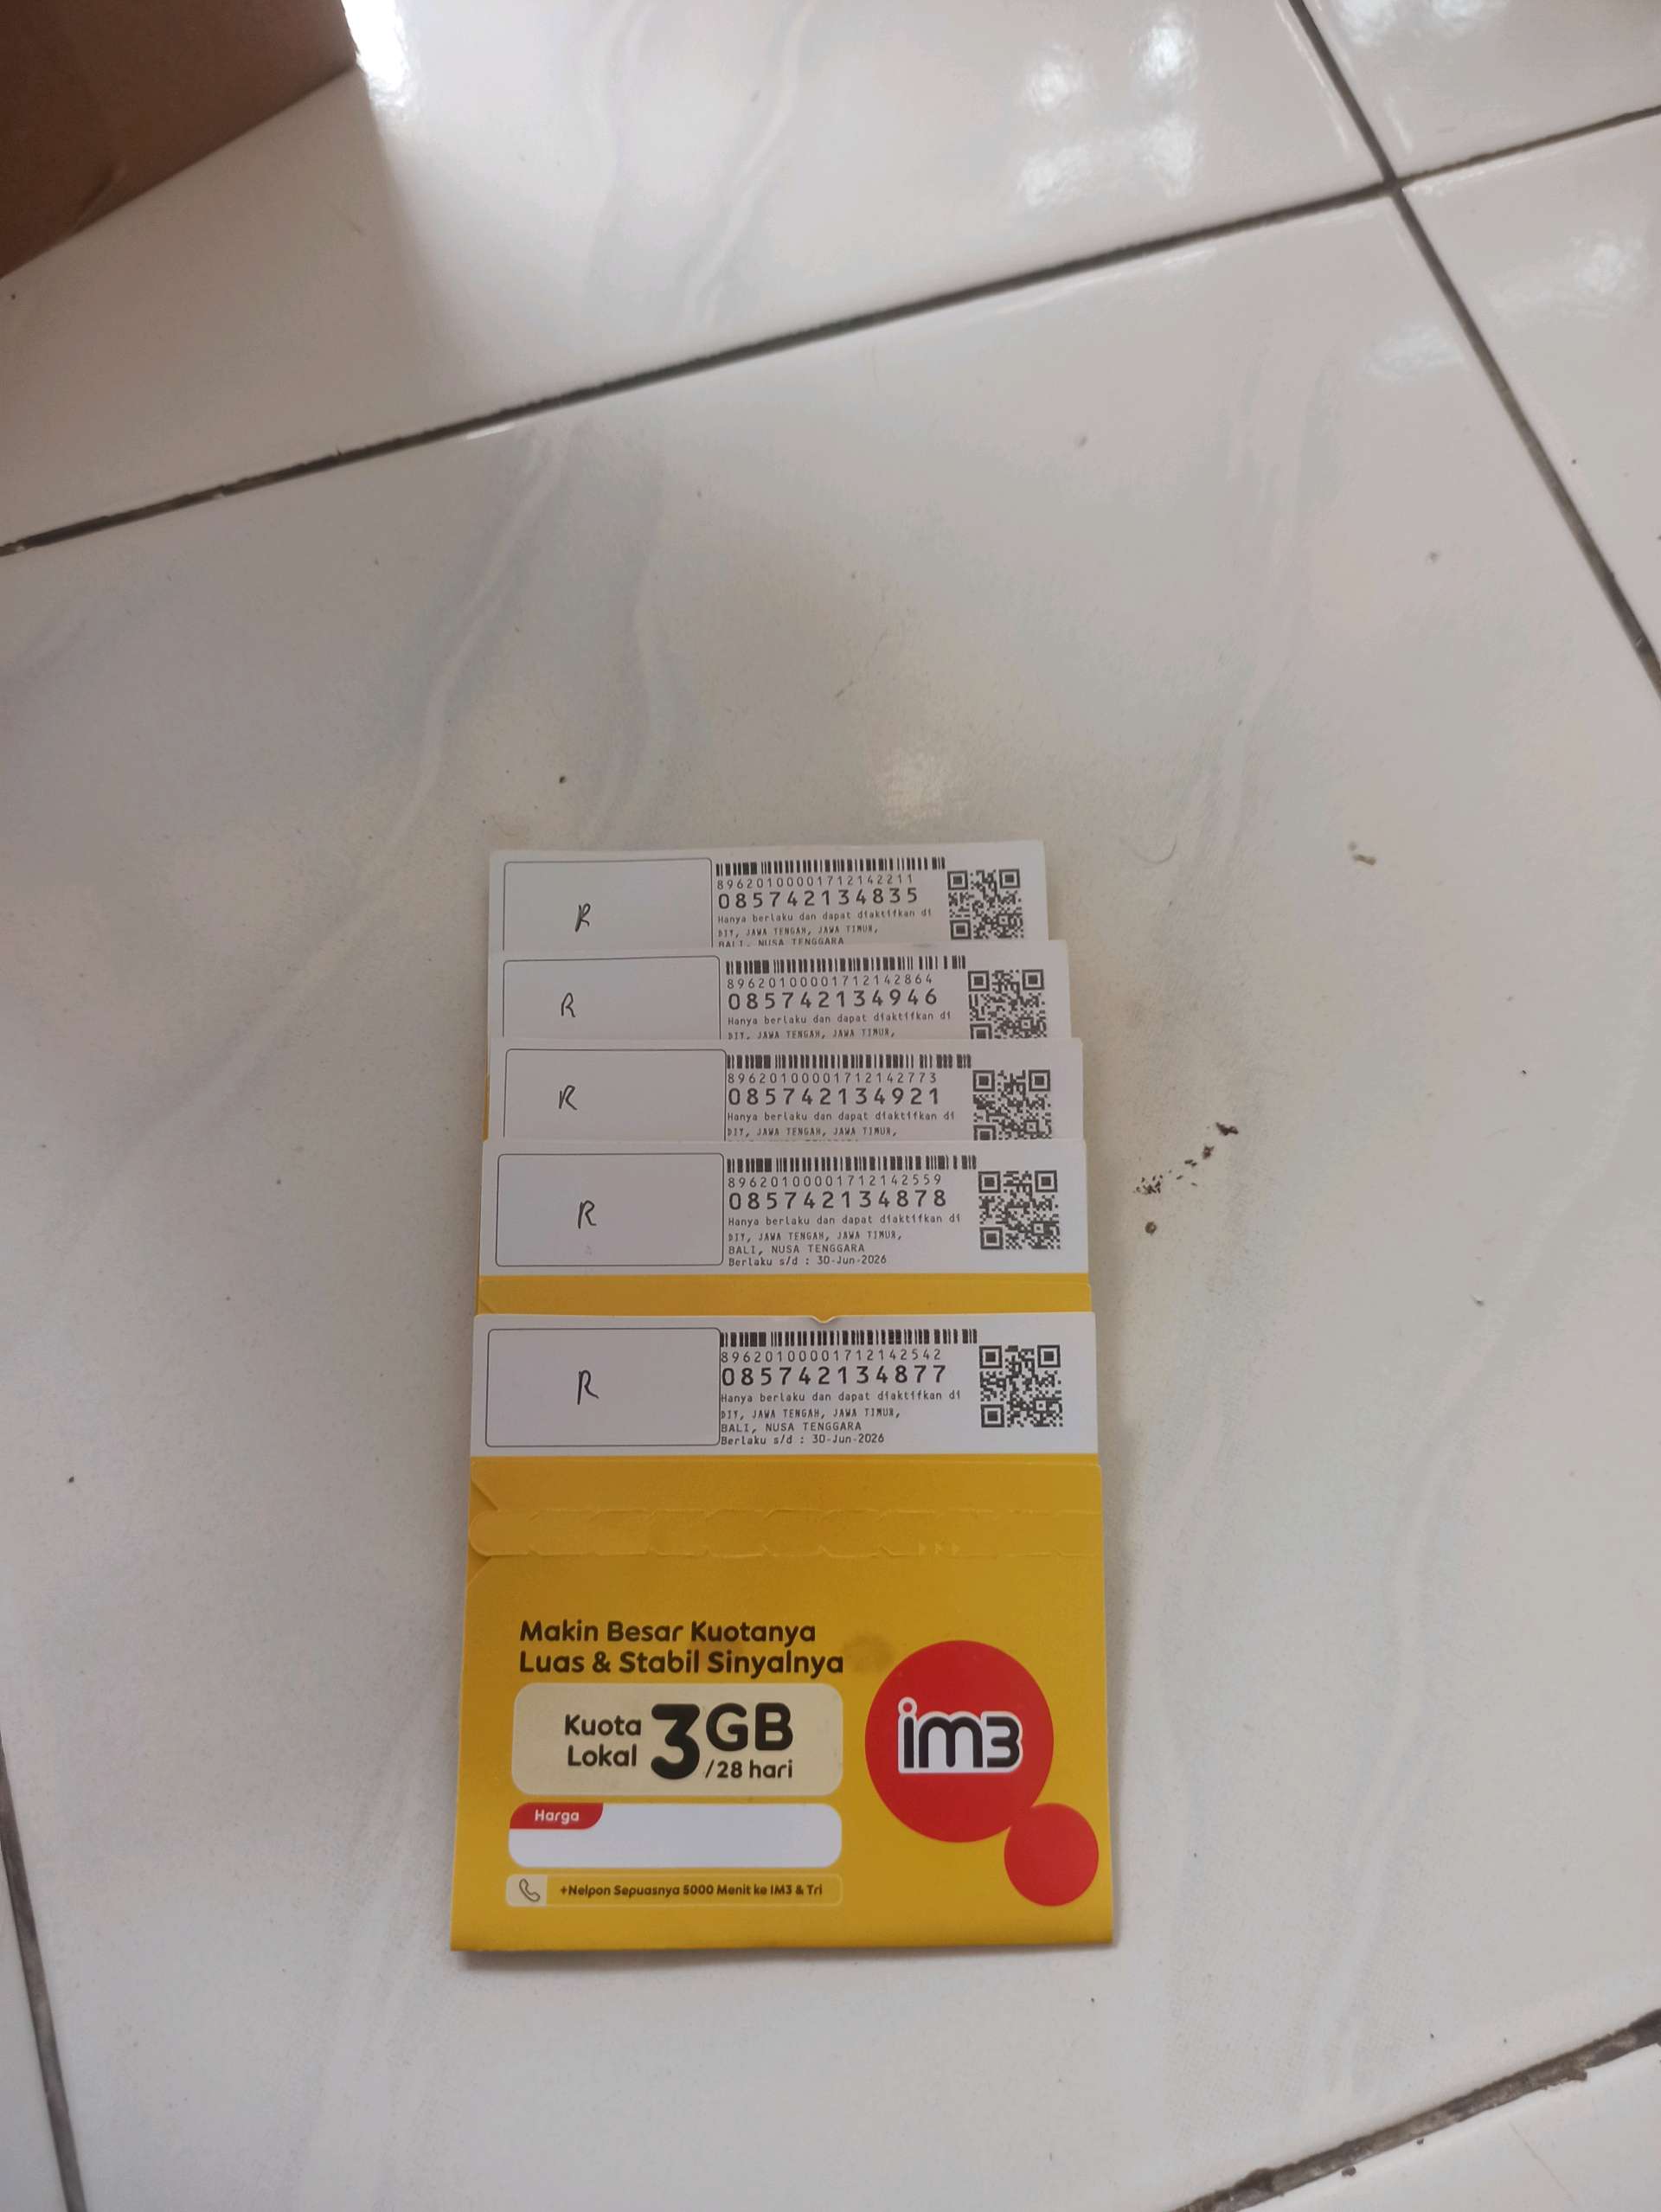 R
89620100001712142211
085742134835
Hanya berlaku dan dapat diaktifkan di
DIY, JAWA TENGAH, JAWA TIMUR,
BALI, NUSA TENGGARA
R
89620100001712142864
085742134946
Hanya berlaku dan dapat diaktifkan di
DIY, JAWA TENGAH, JAWA TIMUR,
R
89620100001712142773
085742134921
Hanya berlaku dan dapat diaktifkan di
DIY, JAWA TENGAH, JAWA TIMUR,
R
89620100001712142559
085742134878
Hanya berlaku dan dapat diaktifkan di
DIY, JAWA TENGAH, JAWA TIMUR,
BALI, NUSA TENGGARA
Berlaku s/d : 30-Jun-2026
R
89620100001712142542
085742134877
Hanya berlaku dan dapat diaktifkan di
DIY, JAWA TENGAH, JAWA TIMUR,
BALI, NUSA TENGGARA
Berlaku s/d : 30-Jun-2026
Makin Besar Kuotanya
Luas & Stabil Sinyalnya
Kuota Lokal 3GB /28 hari
im3
Harga
+Nelpon Sepuasnya 5000 Menit ke IM3 & Tri